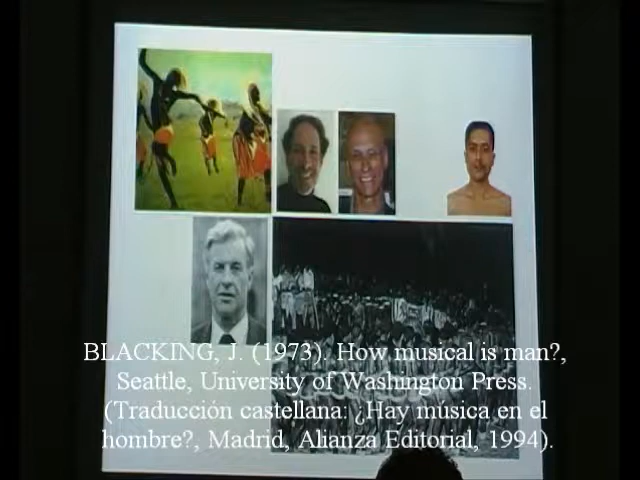 BLACKING, J. (1973). How musical is man?,
Seattle, University of Washington Press.
(Traducción castellana: ¿Hay música en el
hombre?, Madrid, Alianza Editorial, 1994).